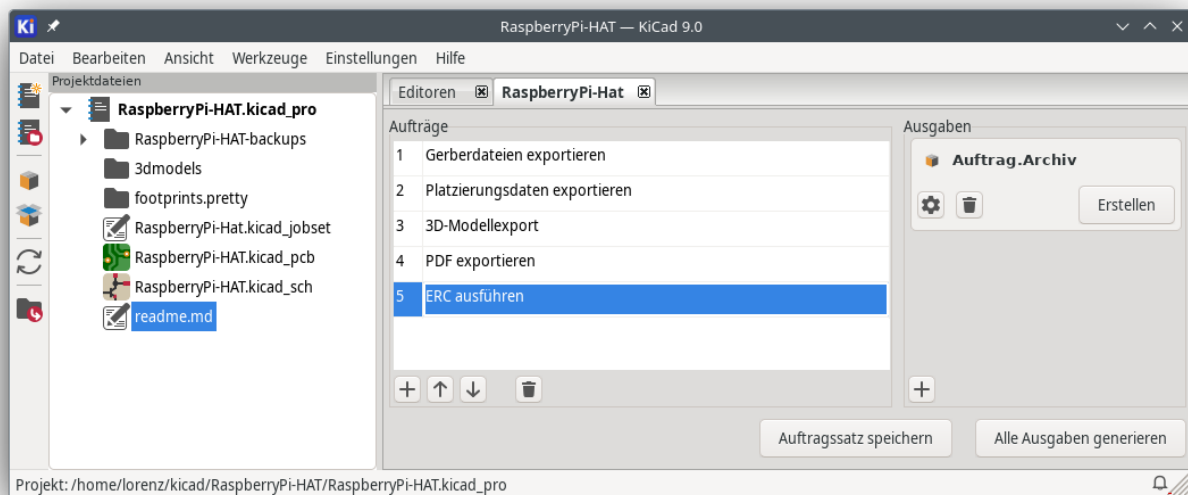 Ki
RaspberryPi-HAT — KiCad 9.0
Datei Bearbeiten Ansicht Werkzeuge Einstellungen Hilfe
Projektdateien
RaspberryPi-HAT.kicad_pro
RaspberryPi-HAT-backups
3dmodels
footprints.pretty
RaspberryPi-Hat.kicad_jobset
RaspberryPi-HAT.kicad_pcb
RaspberryPi-HAT.kicad_sch
readme.md
Editoren RaspberryPi-Hat
Aufträge
1 Gerberdateien exportieren
2 Platzierungsdaten exportieren
3 3D-Modellexport
4 PDF exportieren
5 ERC ausführen
Ausgaben
Auftrag.Archiv
Erstellen
Auftragssatz speichern Alle Ausgaben generieren
Projekt: /home/lorenz/kicad/RaspberryPi-HAT/RaspberryPi-HAT.kicad_pro